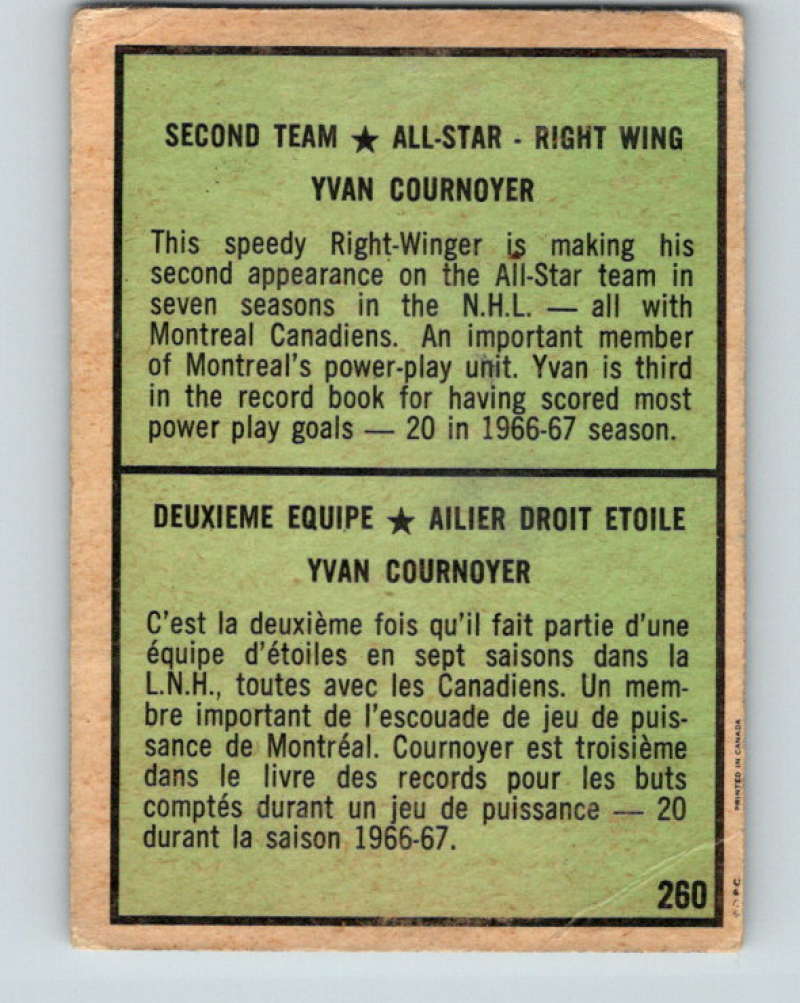 SECOND TEAM ★ ALL-STAR - RIGHT WING
YVAN COURNOYER
This speedy Right-Winger is making his
second appearance on the All-Star team in
seven seasons in the N.H.L. — all with
Montreal Canadiens. An important member
of Montreal's power-play unit. Yvan is third
in the record book for having scored most
power play goals — 20 in 1966-67 season.
DEUXIEME EQUIPE ★ AILIER DROIT ETOILE
YVAN COURNOYER
C'est la deuxième fois qu'il fait partie d'une
équipe d'étoiles en sept saisons dans la
L.N.H., toutes avec les Canadiens. Un mem-
bre important de l'escouade de jeu de puis-
sance de Montréal. Cournoyer est troisième
dans le livre des records pour les buts
comptés durant un jeu de puissance — 20
durant la saison 1966-67.
260
PRINTED IN CANADA